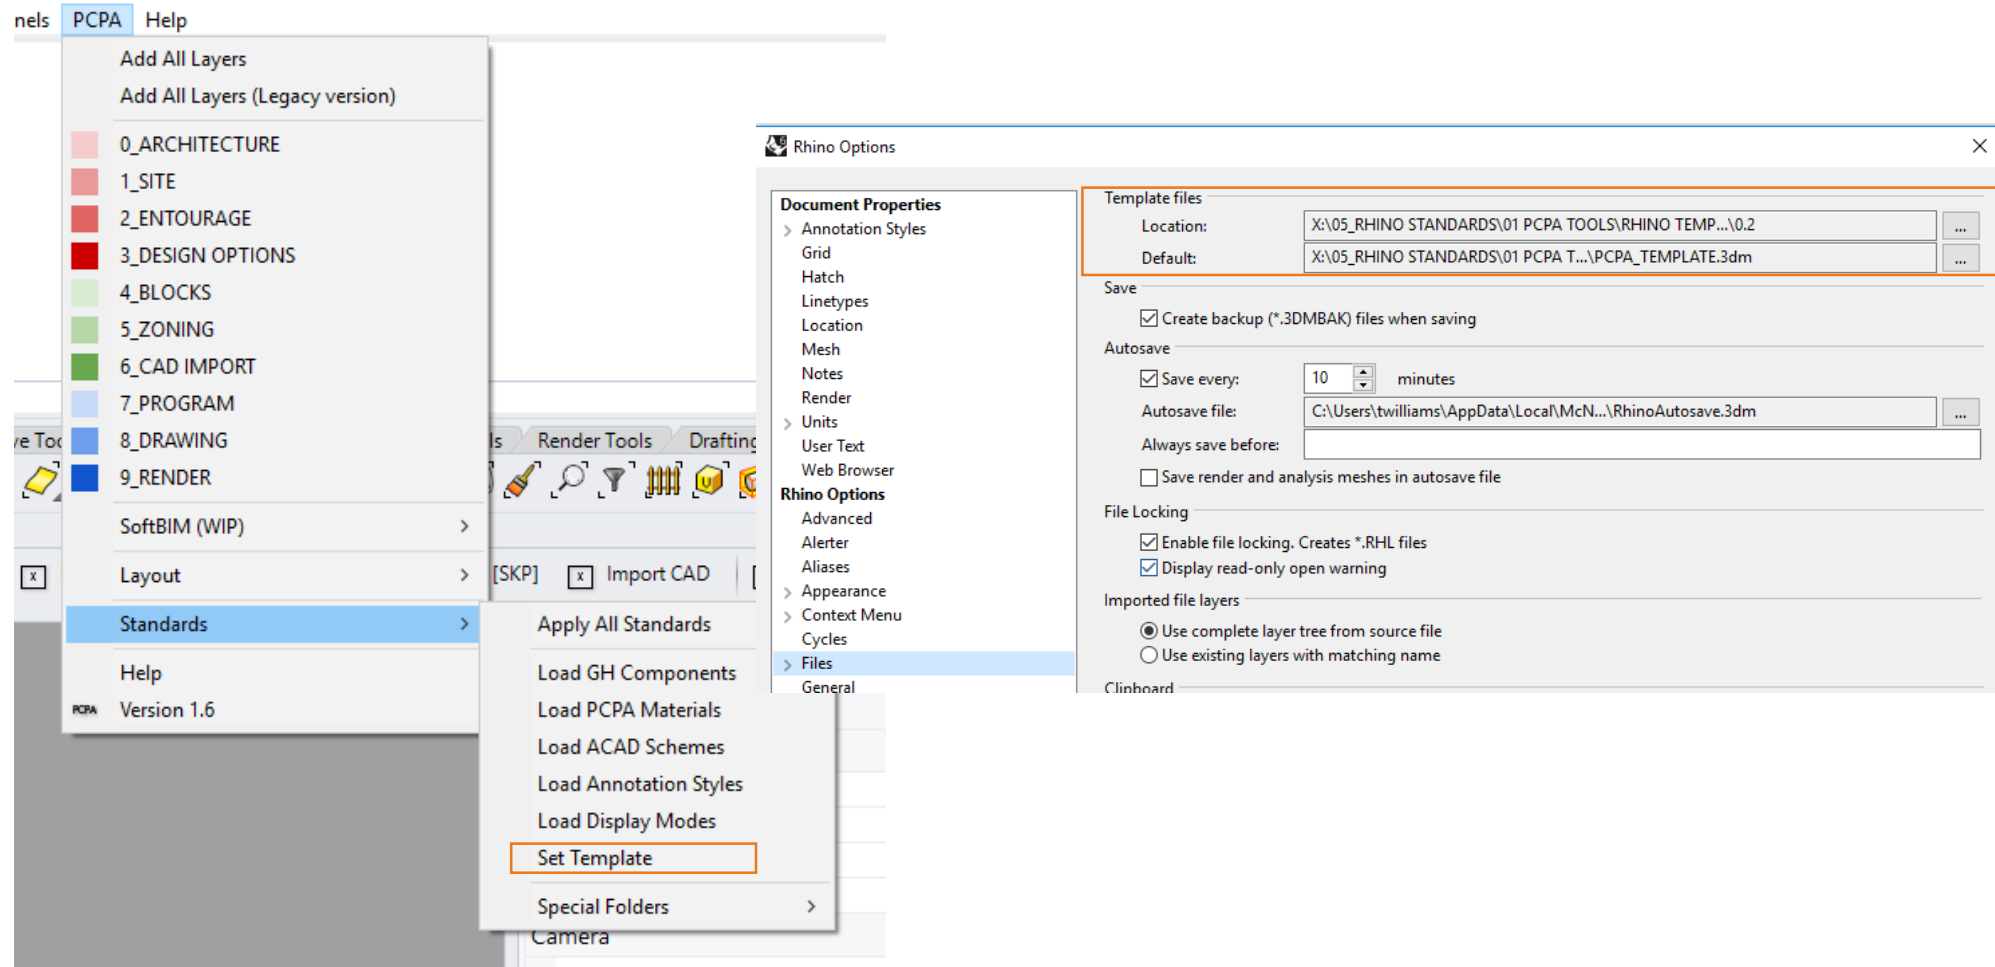 nels PCPA Help
Add All Layers
Add All Layers (Legacy version)
0_ARCHITECTURE
1_SITE
2_ENTOURAGE
3_DESIGN OPTIONS
4_BLOCKS
5_ZONING
6_CAD IMPORT
7_PROGRAM
8_DRAWING
9_RENDER
SoftBIM (WIP)
Layout
Standards
Help
PCPA Version 1.6
ve Too
ls Render Tools Drafting
x [SKP] x Import CAD
Apply All Standards
Load GH Components
Load PCPA Materials
Load ACAD Schemes
Load Annotation Styles
Load Display Modes
Set Template
Special Folders
Camera
Rhino Options
Document Properties
Annotation Styles
Grid
Hatch
Linetypes
Location
Mesh
Notes
Render
Units
User Text
Web Browser
Rhino Options
Advanced
Alerter
Aliases
Appearance
Context Menu
Cycles
Files
General
Template files
Location: X:\05_RHINO STANDARDS\01 PCPA TOOLS\RHINO TEMP...\0.2 ...
Default: X:\05_RHINO STANDARDS\01 PCPA T...\PCPA_TEMPLATE.3dm ...
Save
Create backup (*.3DMBAK) files when saving
Autosave
Save every: 10 minutes
Autosave file: C:\Users\twilliams\AppData\Local\McN...\RhinoAutosave.3dm ...
Always save before:
Save render and analysis meshes in autosave file
File Locking
Enable file locking. Creates *.RHL files
Display read-only open warning
Imported file layers
Use complete layer tree from source file
Use existing layers with matching name
Clipboard